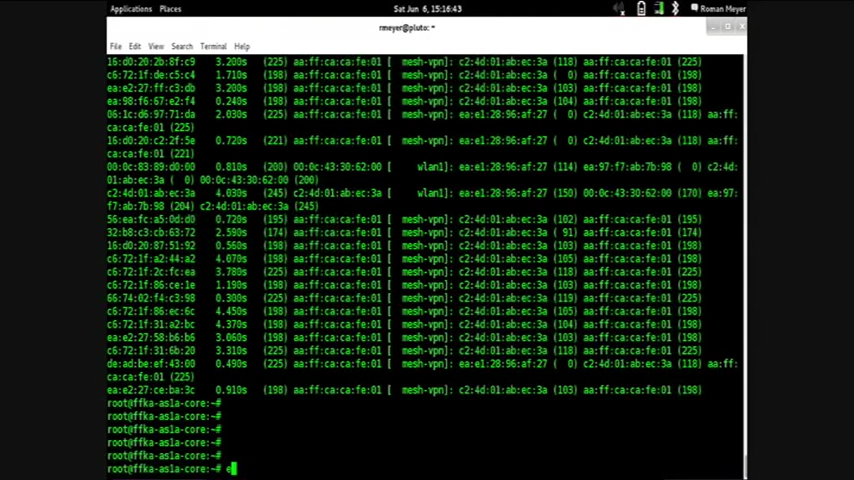 Applications Places Sat Jun 6, 15:16:43 Roman Meyer
rmeyer@pluto: ~
File Edit View Search Terminal Help
16:d0:20:2b:8f:c9 3.200s (225) aa:ff:ca:ca:fe:01 [ mesh-vpn]: c2:4d:01:ab:ec:3a (118) aa:ff:ca:ca:fe:01 (225)
c6:72:1f:de:c5:c4 1.710s (198) aa:ff:ca:ca:fe:01 [ mesh-vpn]: c2:4d:01:ab:ec:3a ( 0) aa:ff:ca:ca:fe:01 (198)
ea:e2:27:ff:c3:db 3.200s (198) aa:ff:ca:ca:fe:01 [ mesh-vpn]: c2:4d:01:ab:ec:3a (103) aa:ff:ca:ca:fe:01 (198)
ea:98:f6:67:e2:f4 0.240s (198) aa:ff:ca:ca:fe:01 [ mesh-vpn]: c2:4d:01:ab:ec:3a (104) aa:ff:ca:ca:fe:01 (198)
06:1c:d6:97:71:da 2.030s (225) aa:ff:ca:ca:fe:01 [ mesh-vpn]: ea:e1:28:96:af:27 ( 0) c2:4d:01:ab:ec:3a (118) aa:ff:
ca:ca:fe:01 (225)
16:d0:20:c2:2f:5e 0.720s (221) aa:ff:ca:ca:fe:01 [ mesh-vpn]: ea:e1:28:96:af:27 ( 0) c2:4d:01:ab:ec:3a (118) aa:ff:
ca:ca:fe:01 (221)
00:0c:83:89:d0:00 0.810s (200) 00:0c:43:30:62:00 [ wlan1]: ea:e1:28:96:af:27 (114) ea:97:f7:ab:7b:98 ( 0) c2:4d:
01:ab:ec:3a ( 0) 00:0c:43:30:62:00 (200)
c2:4d:01:ab:ec:3a 4.030s (245) c2:4d:01:ab:ec:3a [ wlan1]: ea:e1:28:96:af:27 (150) 00:0c:43:30:62:00 (170) ea:97:
f7:ab:7b:98 (204) c2:4d:01:ab:ec:3a (245)
56:ea:fc:a5:0d:d0 0.720s (195) aa:ff:ca:ca:fe:01 [ mesh-vpn]: c2:4d:01:ab:ec:3a (102) aa:ff:ca:ca:fe:01 (195)
32:b8:c3:cb:63:72 2.590s (174) aa:ff:ca:ca:fe:01 [ mesh-vpn]: c2:4d:01:ab:ec:3a ( 91) aa:ff:ca:ca:fe:01 (174)
16:d0:20:87:51:92 0.560s (198) aa:ff:ca:ca:fe:01 [ mesh-vpn]: c2:4d:01:ab:ec:3a (103) aa:ff:ca:ca:fe:01 (198)
c6:72:1f:a2:44:a2 4.070s (198) aa:ff:ca:ca:fe:01 [ mesh-vpn]: c2:4d:01:ab:ec:3a (105) aa:ff:ca:ca:fe:01 (198)
c6:72:1f:2c:fc:ea 3.780s (225) aa:ff:ca:ca:fe:01 [ mesh-vpn]: c2:4d:01:ab:ec:3a (118) aa:ff:ca:ca:fe:01 (225)
c6:72:1f:86:ce:1e 1.190s (198) aa:ff:ca:ca:fe:01 [ mesh-vpn]: c2:4d:01:ab:ec:3a (103) aa:ff:ca:ca:fe:01 (198)
66:74:02:f4:c3:98 0.300s (225) aa:ff:ca:ca:fe:01 [ mesh-vpn]: c2:4d:01:ab:ec:3a (119) aa:ff:ca:ca:fe:01 (225)
c6:72:1f:86:ec:6c 4.450s (198) aa:ff:ca:ca:fe:01 [ mesh-vpn]: c2:4d:01:ab:ec:3a (105) aa:ff:ca:ca:fe:01 (198)
c6:72:1f:31:a2:bc 4.370s (198) aa:ff:ca:ca:fe:01 [ mesh-vpn]: c2:4d:01:ab:ec:3a (104) aa:ff:ca:ca:fe:01 (198)
ea:e2:27:58:b6:b6 3.060s (198) aa:ff:ca:ca:fe:01 [ mesh-vpn]: c2:4d:01:ab:ec:3a (103) aa:ff:ca:ca:fe:01 (198)
c6:72:1f:31:6b:20 3.310s (225) aa:ff:ca:ca:fe:01 [ mesh-vpn]: c2:4d:01:ab:ec:3a (118) aa:ff:ca:ca:fe:01 (225)
de:ad:be:ef:43:00 0.490s (225) aa:ff:ca:ca:fe:01 [ mesh-vpn]: ea:e1:28:96:af:27 ( 0) c2:4d:01:ab:ec:3a (118) aa:ff:
ca:ca:fe:01 (225)
ea:e2:27:ce:ba:3c 0.910s (198) aa:ff:ca:ca:fe:01 [ mesh-vpn]: c2:4d:01:ab:ec:3a (103) aa:ff:ca:ca:fe:01 (198)
root@ffka-as1a-core:~#
root@ffka-as1a-core:~#
root@ffka-as1a-core:~#
root@ffka-as1a-core:~#
root@ffka-as1a-core:~#
root@ffka-as1a-core:~# e